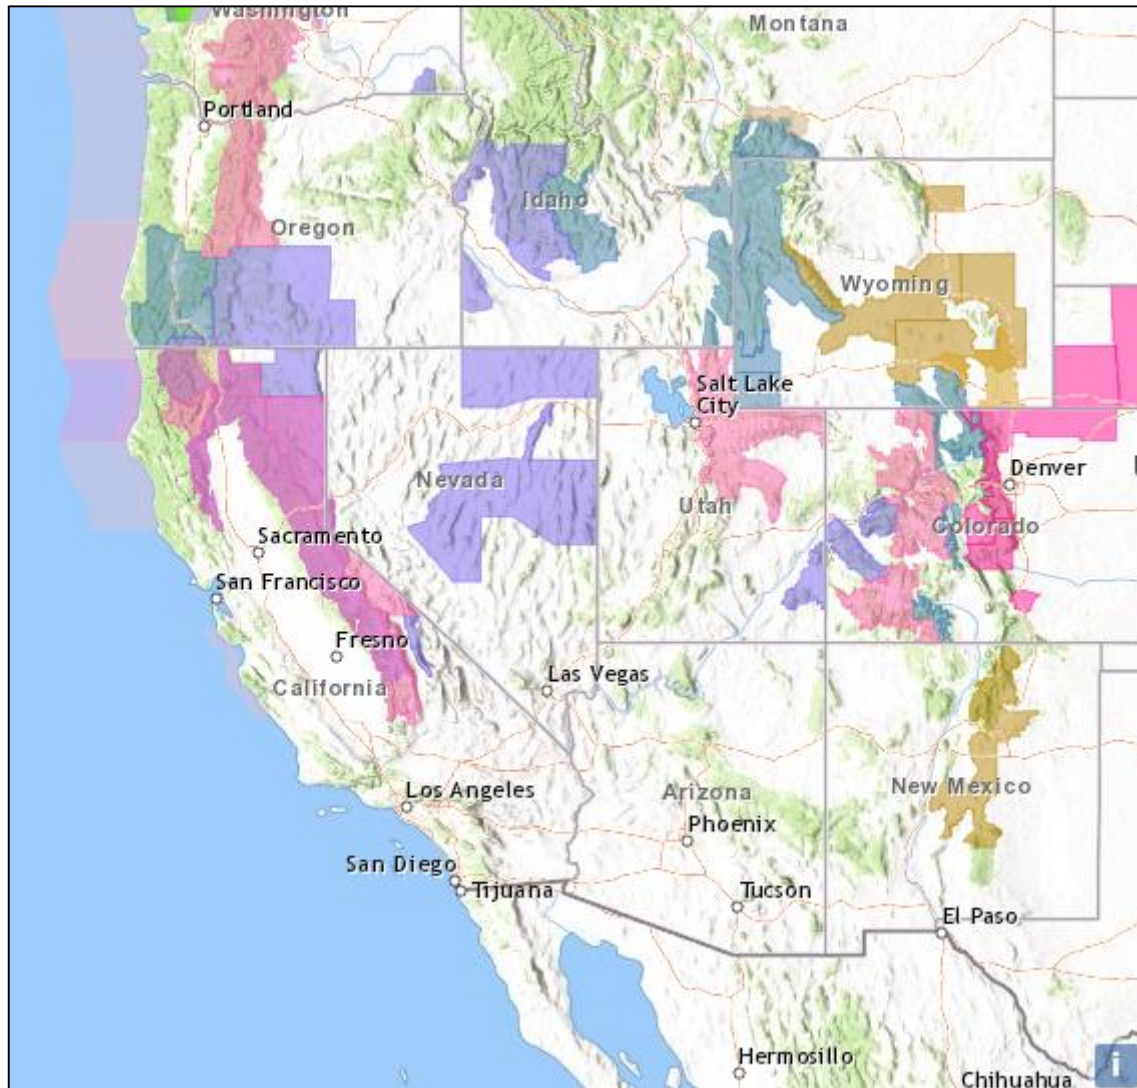 Washington
Montana
Portland
Oregon
Idaho
Wyoming
Salt Lake
City
Nevada
Utah
Denver
Colorado
Sacramento
San Francisco
Fresno
California
Las Vegas
Los Angeles
Arizona
New Mexico
Phoenix
San Diego
Tijuana
Tucson
El Paso
Hermosillo
Chihuahua
i